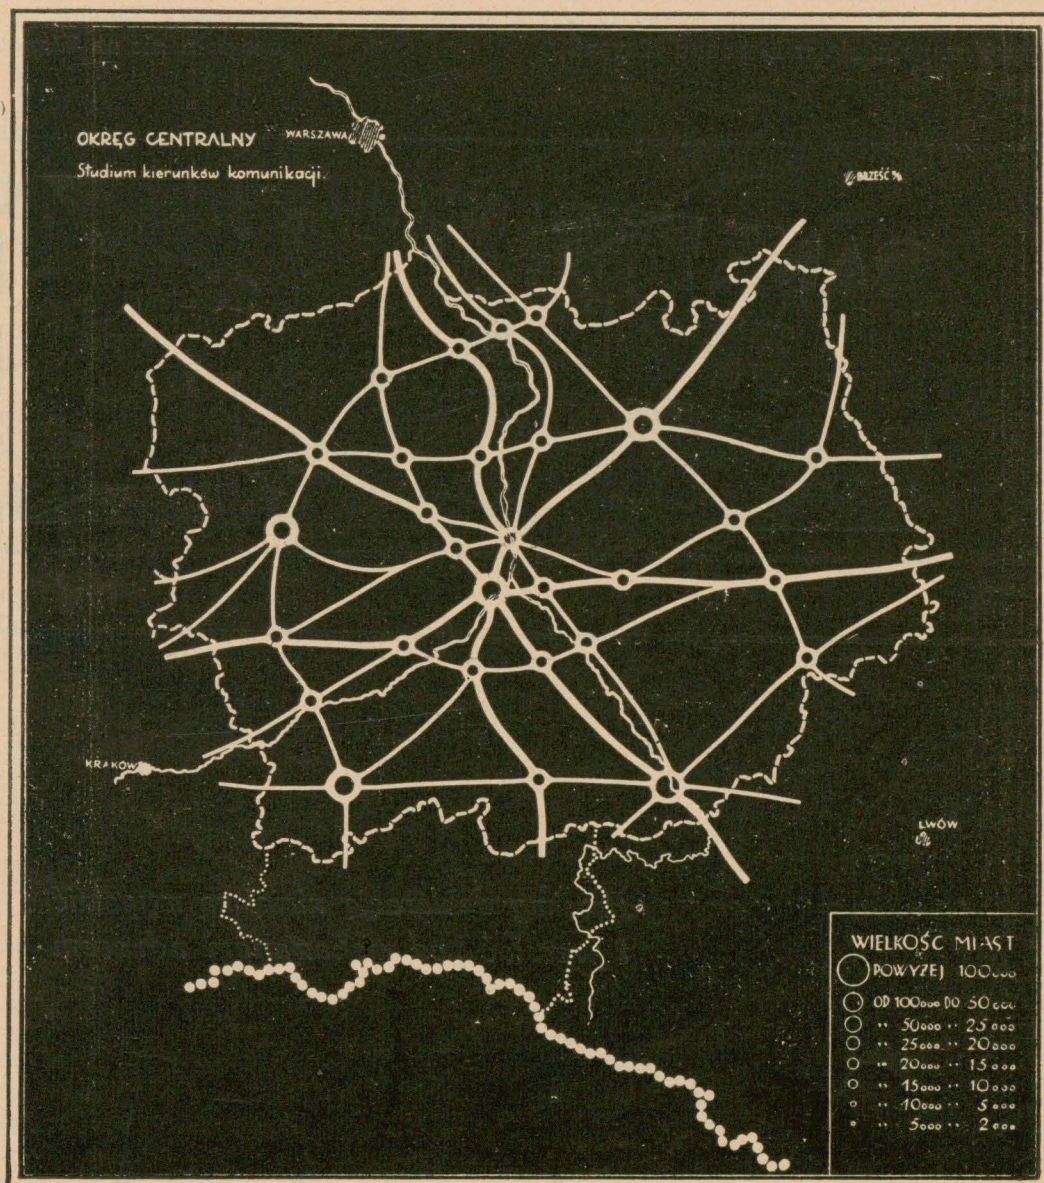 OKRĘG CENTRALNY
Studium kierunków komunikacji.
WARSZAWA
BRZEŚĆ n/B
KRAKÓW
LWÓW
WIELKOŚĆ MIAST
POWYŻEJ 100000
OD 100000 DO 50000
" 50000 " 25000
" 25000 " 20000
" 20000 " 15000
" 15000 " 10000
" 10000 " 5000
" 5000 " 2000